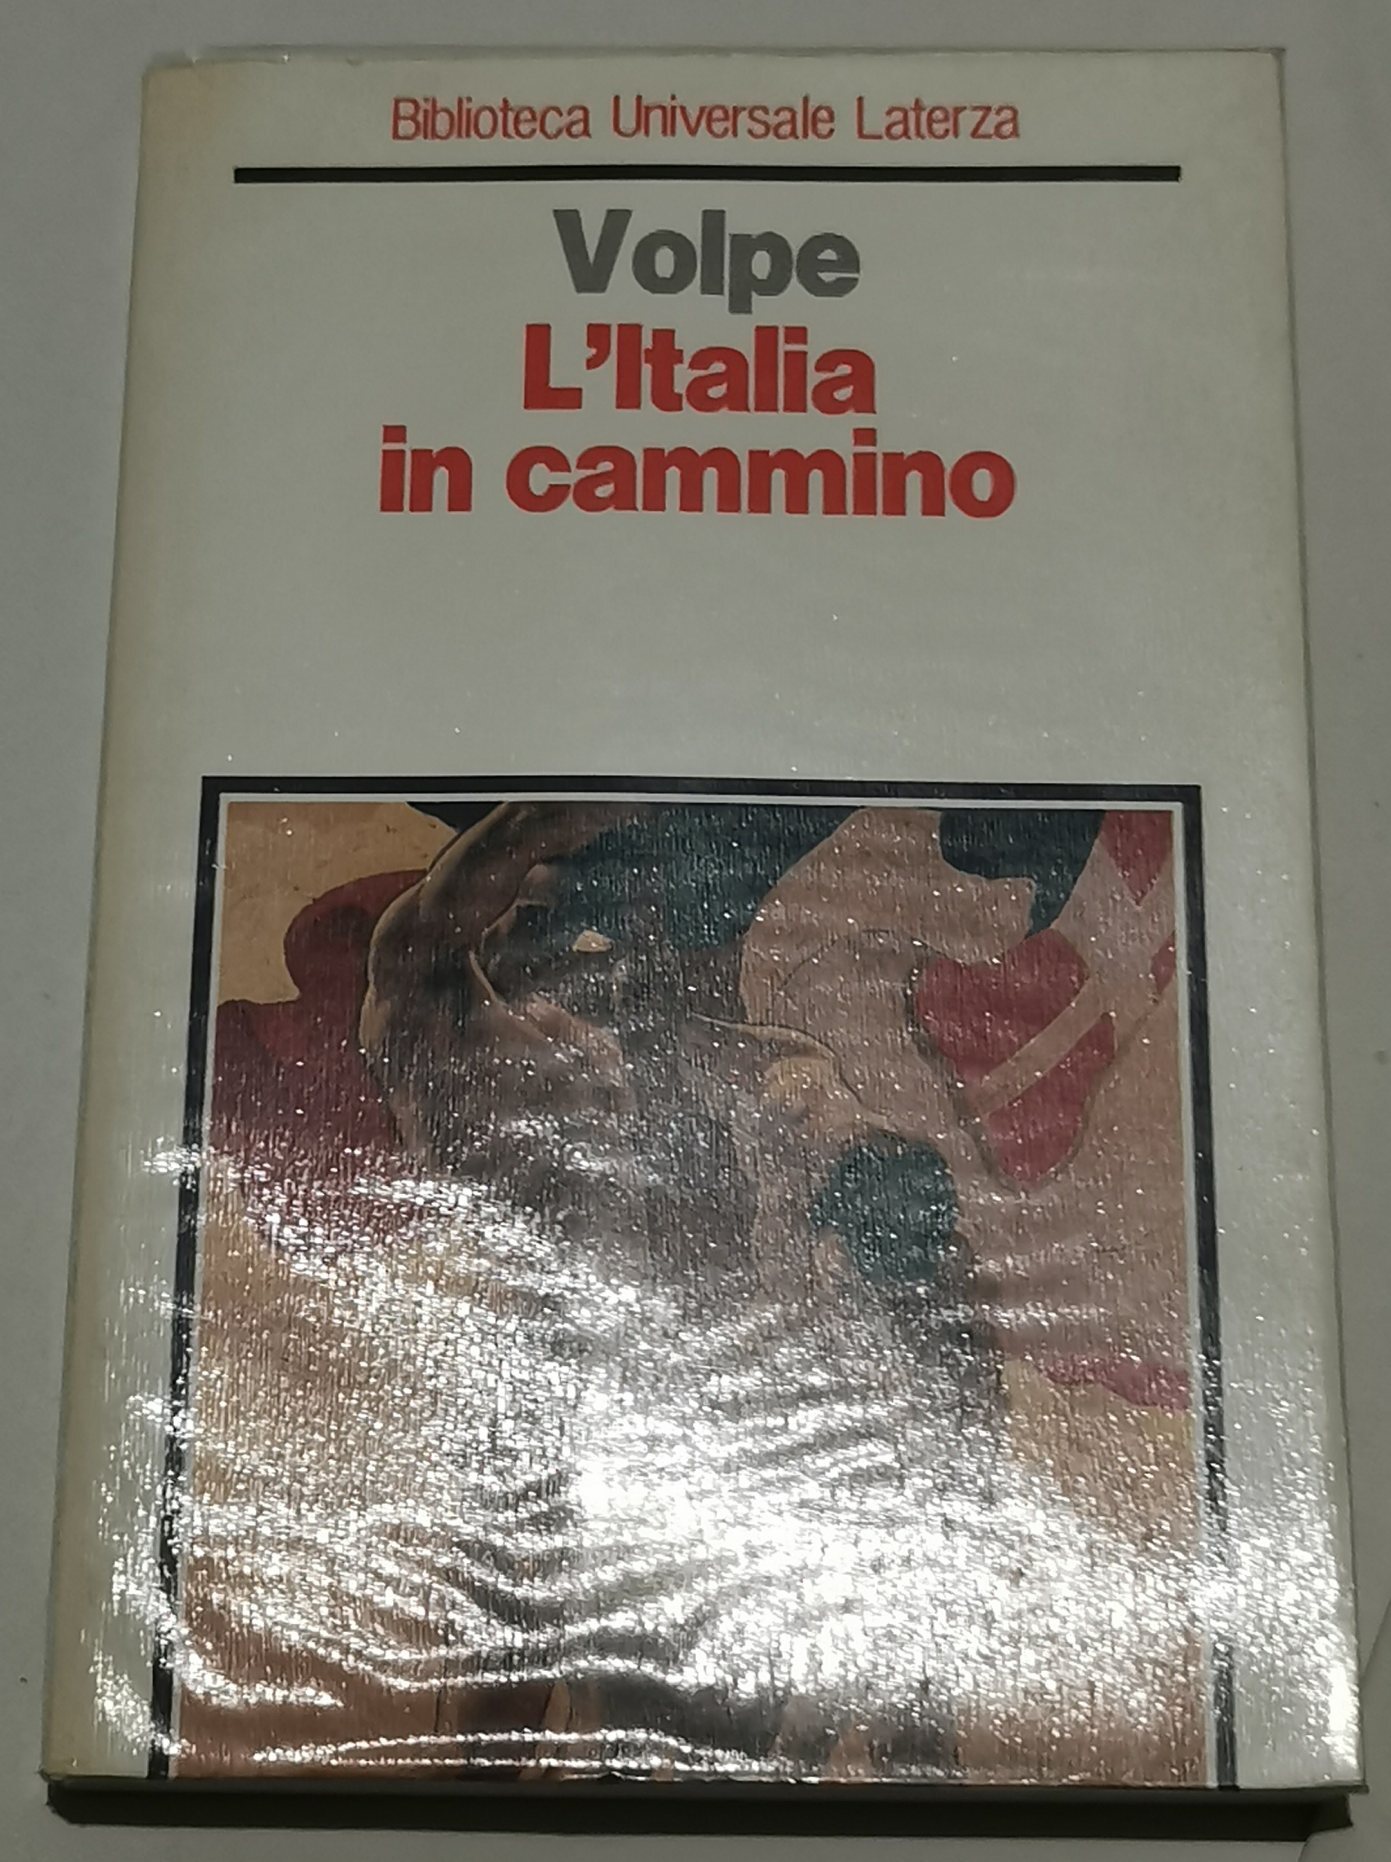 Biblioteca Universale Laterza
Volpe
L'Italia
in cammino